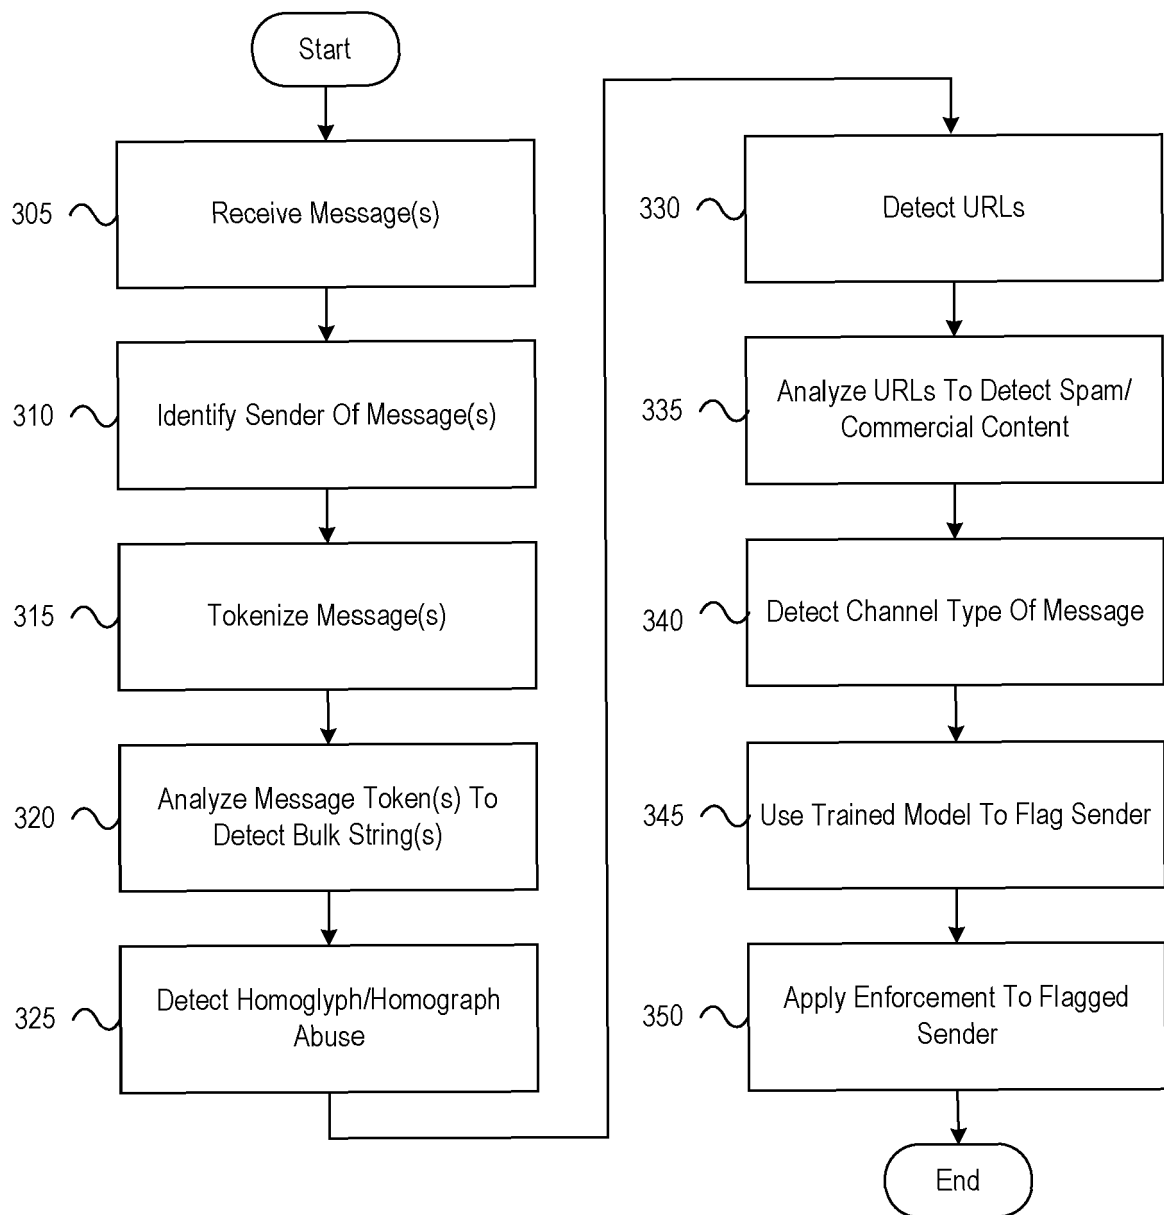 Start
305
Receive Message(s)
310
Identify Sender Of Message(s)
315
Tokenize Message(s)
320
Analyze Message Token(s) To
Detect Bulk String(s)
325
Detect Homoglyph/Homograph
Abuse
330
Detect URLs
335
Analyze URLs To Detect Spam/
Commercial Content
340
Detect Channel Type Of Message
345
Use Trained Model To Flag Sender
350
Apply Enforcement To Flagged
Sender
End